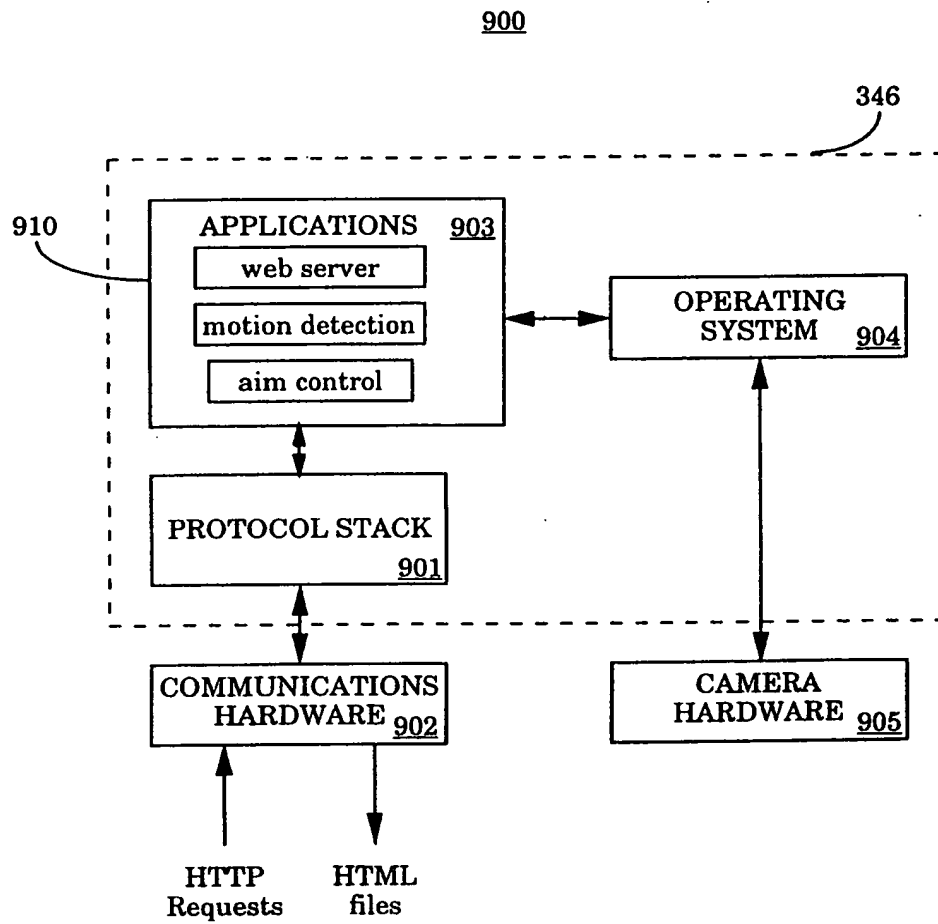 900
346
910
APPLICATIONS
903
web server
motion detection
aim control
OPERATING
SYSTEM
904
PROTOCOL STACK
901
COMMUNICATIONS
HARDWARE
902
CAMERA
HARDWARE
905
HTTP
Requests
HTML
files